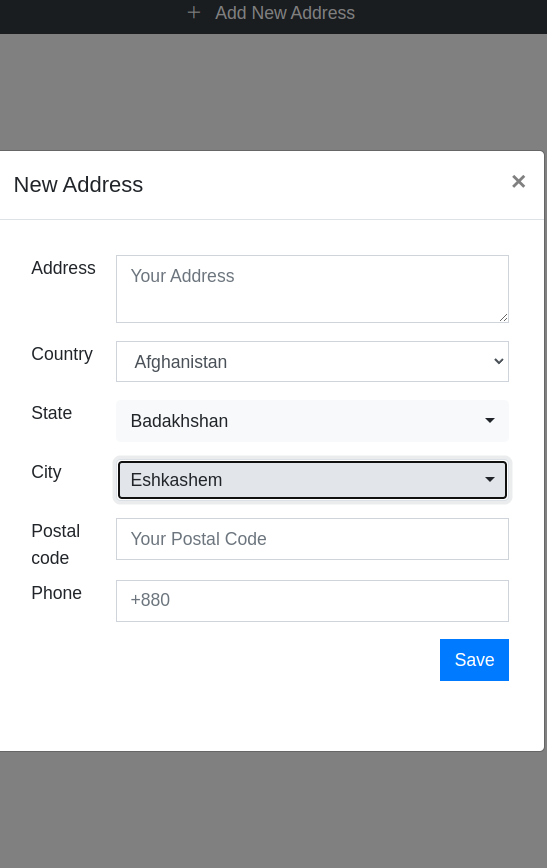 + Add New Address
New Address ×
Address Your Address
Country Afghanistan
State Badakhshan
City Eshkashem
Postal code Your Postal Code
Phone +880
Save